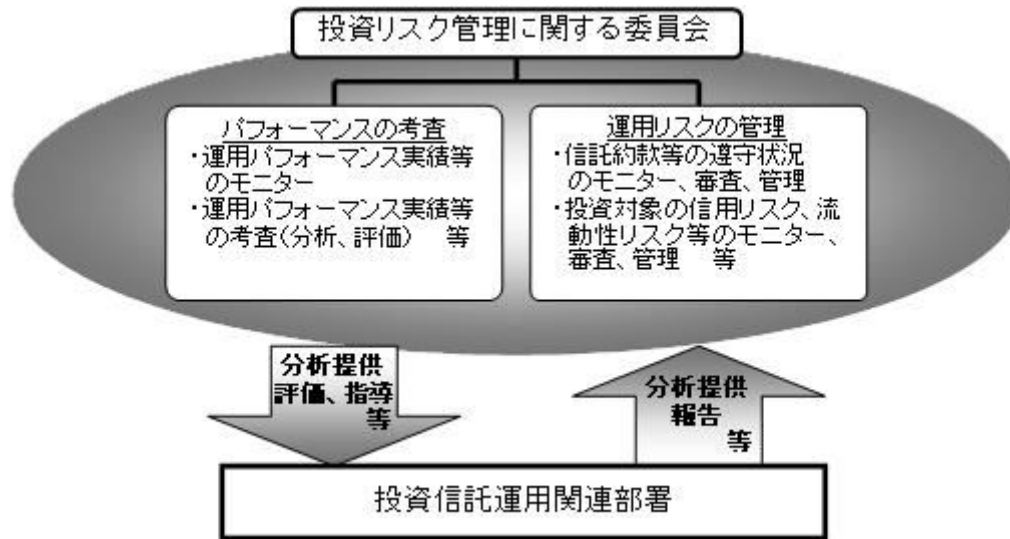 投資リスク管理に関する委員会
パフォーマンスの考査
・運用パフォーマンス実績等
のモニター
・運用パフォーマンス実績等
の考査(分析、評価) 等
運用リスクの管理
・信託約款等の遵守状況
のモニター、審査、管理
・投資対象の信用リスク、流
動性リスク等のモニター、
審査、管理 等
分析提供
評価、指導
等
分析提供
報告
等
投資信託運用関連部署